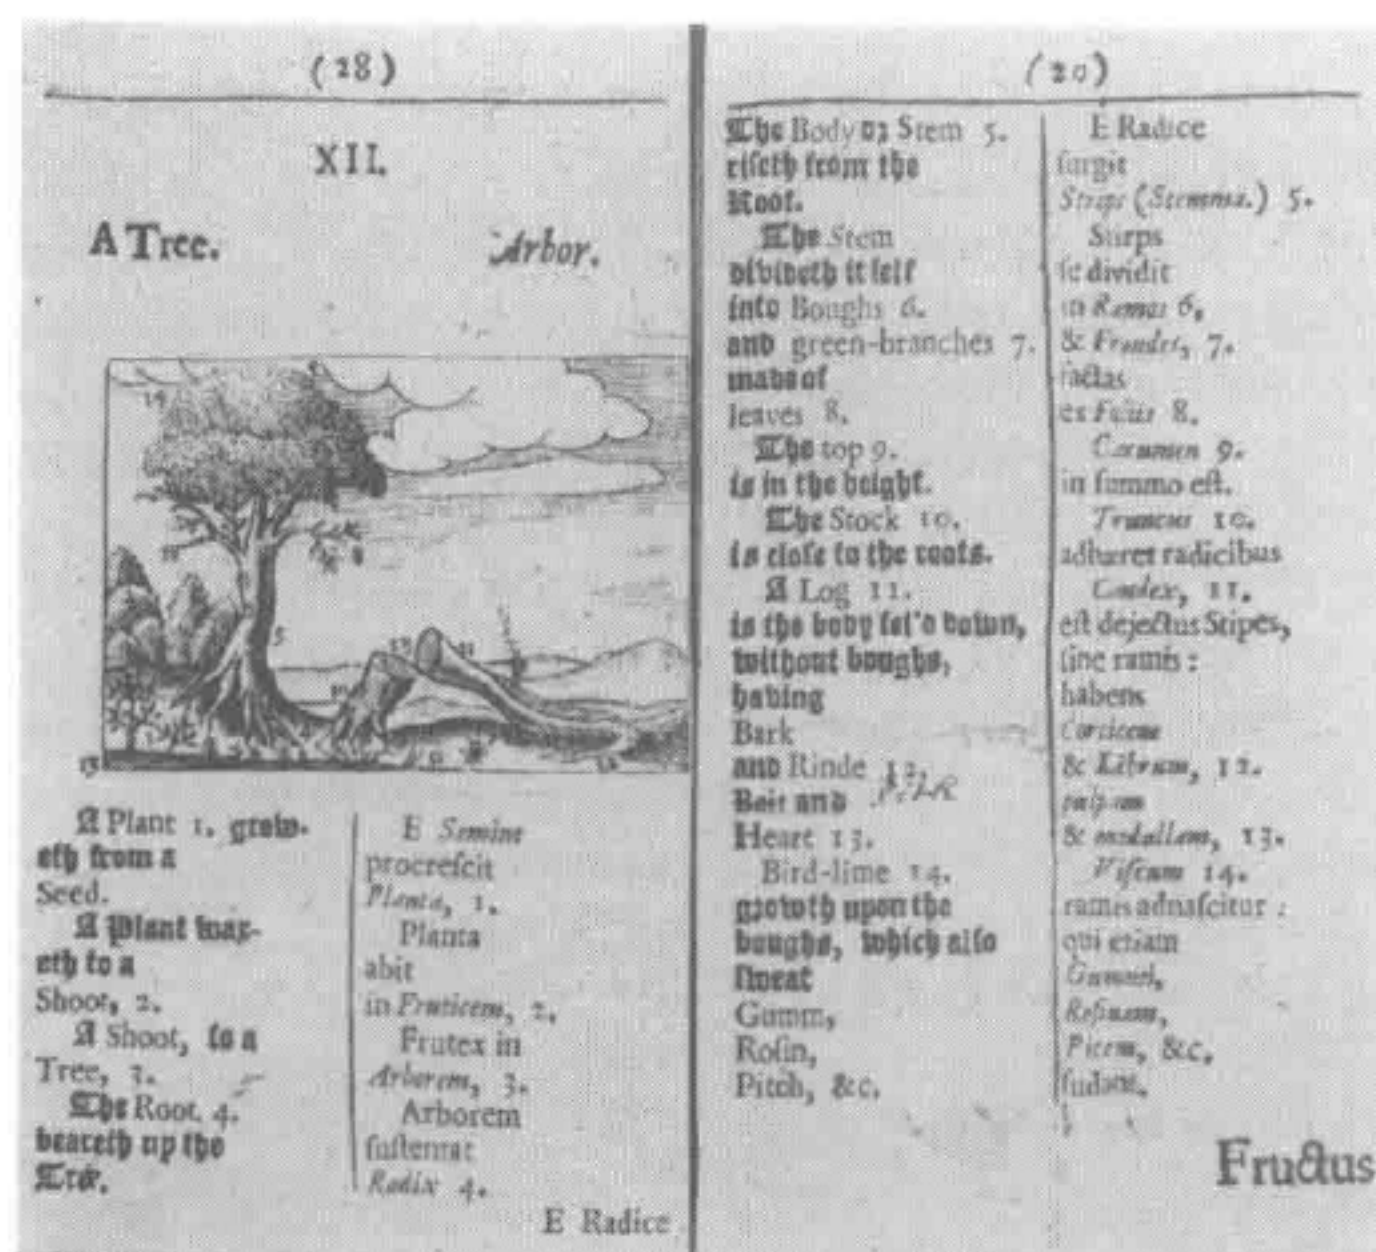 (28)
XII.
A Tree.
Arbor.
A Plant 1. grow-
eth from a
Seed.
A Plant wax-
eth to a
Shoot, 2.
A Shoot, to a
Tree, 3.
The Root 4.
beareth up the
Tree.
E Semine
procreſcit
Planta, 1.
Planta
abit
in Fruticem, 2.
Frutex in
Arborem, 3.
Arborem
ſuſtentat
Radix 4.
E Radice
(20)
The Body or Stem 5.
riſeth from the
Root.
The Stem
divideth it ſelf
into Boughs 6.
and green-branches 7.
made of
leaves 8.
The top 9.
is in the height.
The Stock 10.
is cloſe to the roots.
A Log 11.
is the body fel'd down,
without boughs,
having
Bark
and Rinde 12.
and
Heart 13.
Bird-lime 14.
groweth upon the
boughs, which alſo
ſweat
Gumm,
Roſin,
Pitch, &c.
E Radice
ſurgit
Stirps (Stemma.) 5.
Stirps
ſe dividit
in Ramos 6,
& Frondes, 7.
factas
ex Foliis 8.
Cacumen 9.
in ſummo eſt.
Truncus 10.
adhæret radicibus
Caudex, 11.
eſt dejectus Stipes,
ſine ramis :
habens
Corticem
& Librum, 12.
pulpam
& medullam, 13.
Viſcum 14.
ramis adnaſcitur :
qui etiam
Gummi,
Reſinam,
Picem, &c.
ſudant.
Fructus